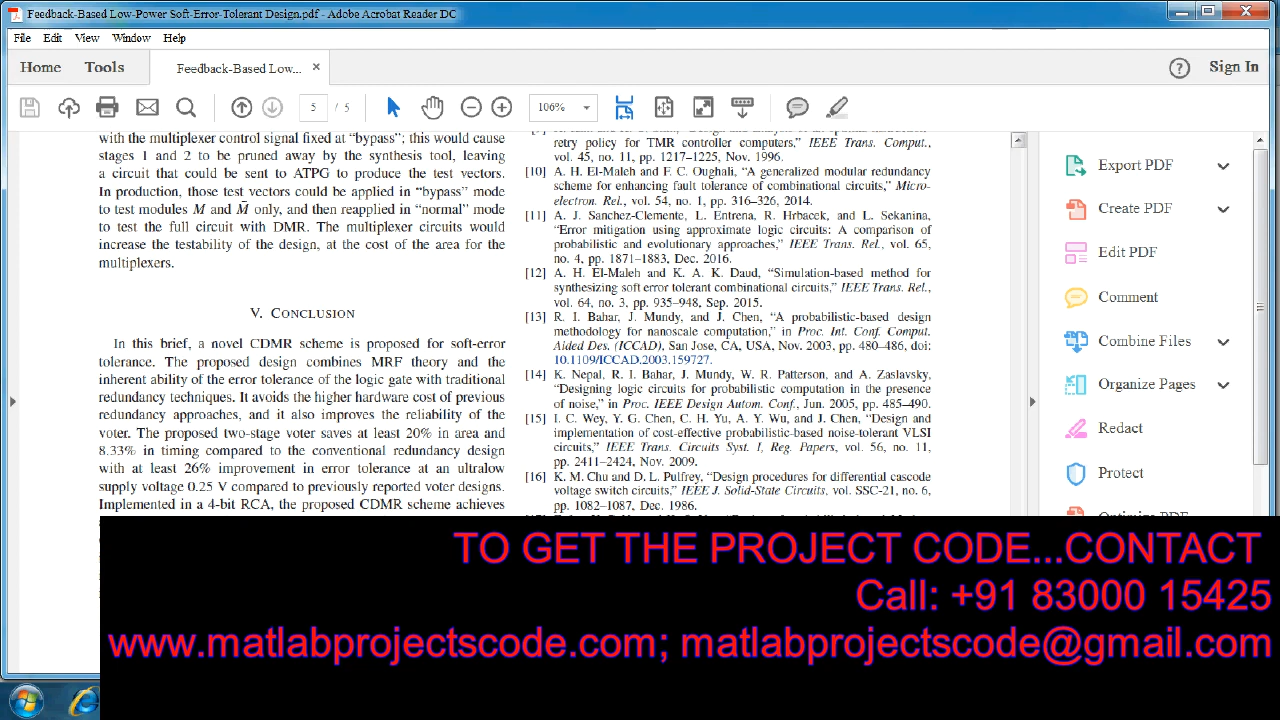 Feedback-Based Low-Power Soft-Error-Tolerant Design.pdf - Adobe Acrobat Reader DC
File Edit View Window Help
Home Tools Feedback-Based Low... × Sign In
5 / 5 106%
with the multiplexer control signal fixed at “bypass”; this would cause
stages 1 and 2 to be pruned away by the synthesis tool, leaving
a circuit that could be sent to ATPG to produce the test vectors.
In production, those test vectors could be applied in “bypass” mode
to test modules M and M̄ only, and then reapplied in “normal” mode
to test the full circuit with DMR. The multiplexer circuits would
increase the testability of the design, at the cost of the area for the
multiplexers.
V. CONCLUSION
In this brief, a novel CDMR scheme is proposed for soft-error
tolerance. The proposed design combines MRF theory and the
inherent ability of the error tolerance of the logic gate with traditional
redundancy techniques. It avoids the higher hardware cost of previous
redundancy approaches, and it also improves the reliability of the
voter. The proposed two-stage voter saves at least 20% in area and
8.33% in timing compared to the conventional redundancy design
with at least 26% improvement in error tolerance at an ultralow
supply voltage 0.25 V compared to previously reported voter designs.
Implemented in a 4-bit RCA, the proposed CDMR scheme achieves
retry policy for TMR controller computers,” IEEE Trans. Comput.,
vol. 45, no. 11, pp. 1217–1225, Nov. 1996.
[10] A. H. El-Maleh and F. C. Oughali, “A generalized modular redundancy
scheme for enhancing fault tolerance of combinational circuits,” Micro-
electron. Rel., vol. 54, no. 1, pp. 316–326, 2014.
[11] A. J. Sanchez-Clemente, L. Entrena, R. Hrbacek, and L. Sekanina,
“Error mitigation using approximate logic circuits: A comparison of
probabilistic and evolutionary approaches,” IEEE Trans. Rel., vol. 65,
no. 4, pp. 1871–1883, Dec. 2016.
[12] A. H. El-Maleh and K. A. K. Daud, “Simulation-based method for
synthesizing soft error tolerant combinational circuits,” IEEE Trans. Rel.,
vol. 64, no. 3, pp. 935–948, Sep. 2015.
[13] R. I. Bahar, J. Mundy, and J. Chen, “A probabilistic-based design
methodology for nanoscale computation,” in Proc. Int. Conf. Comput.
Aided Des. (ICCAD), San Jose, CA, USA, Nov. 2003, pp. 480–486, doi:
10.1109/ICCAD.2003.159727.
[14] K. Nepal, R. I. Bahar, J. Mundy, W. R. Patterson, and A. Zaslavsky,
“Designing logic circuits for probabilistic computation in the presence
of noise,” in Proc. IEEE Design Autom. Conf., Jun. 2005, pp. 485–490.
[15] I. C. Wey, Y. G. Chen, C. H. Yu, A. Y. Wu, and J. Chen, “Design and
implementation of cost-effective probabilistic-based noise-tolerant VLSI
circuits,” IEEE Trans. Circuits Syst. I, Reg. Papers, vol. 56, no. 11,
pp. 2411–2424, Nov. 2009.
[16] K. M. Chu and D. L. Pulfrey, “Design procedures for differential cascode
voltage switch circuits,” IEEE J. Solid-State Circuits, vol. SSC-21, no. 6,
pp. 1082–1087, Dec. 1986.
Export PDF
Create PDF
Edit PDF
Comment
Combine Files
Organize Pages
Redact
Protect
Optimize PDF
TO GET THE PROJECT CODE...CONTACT
Call: +91 83000 15425
www.matlabprojectscode.com; matlabprojectscode@gmail.com